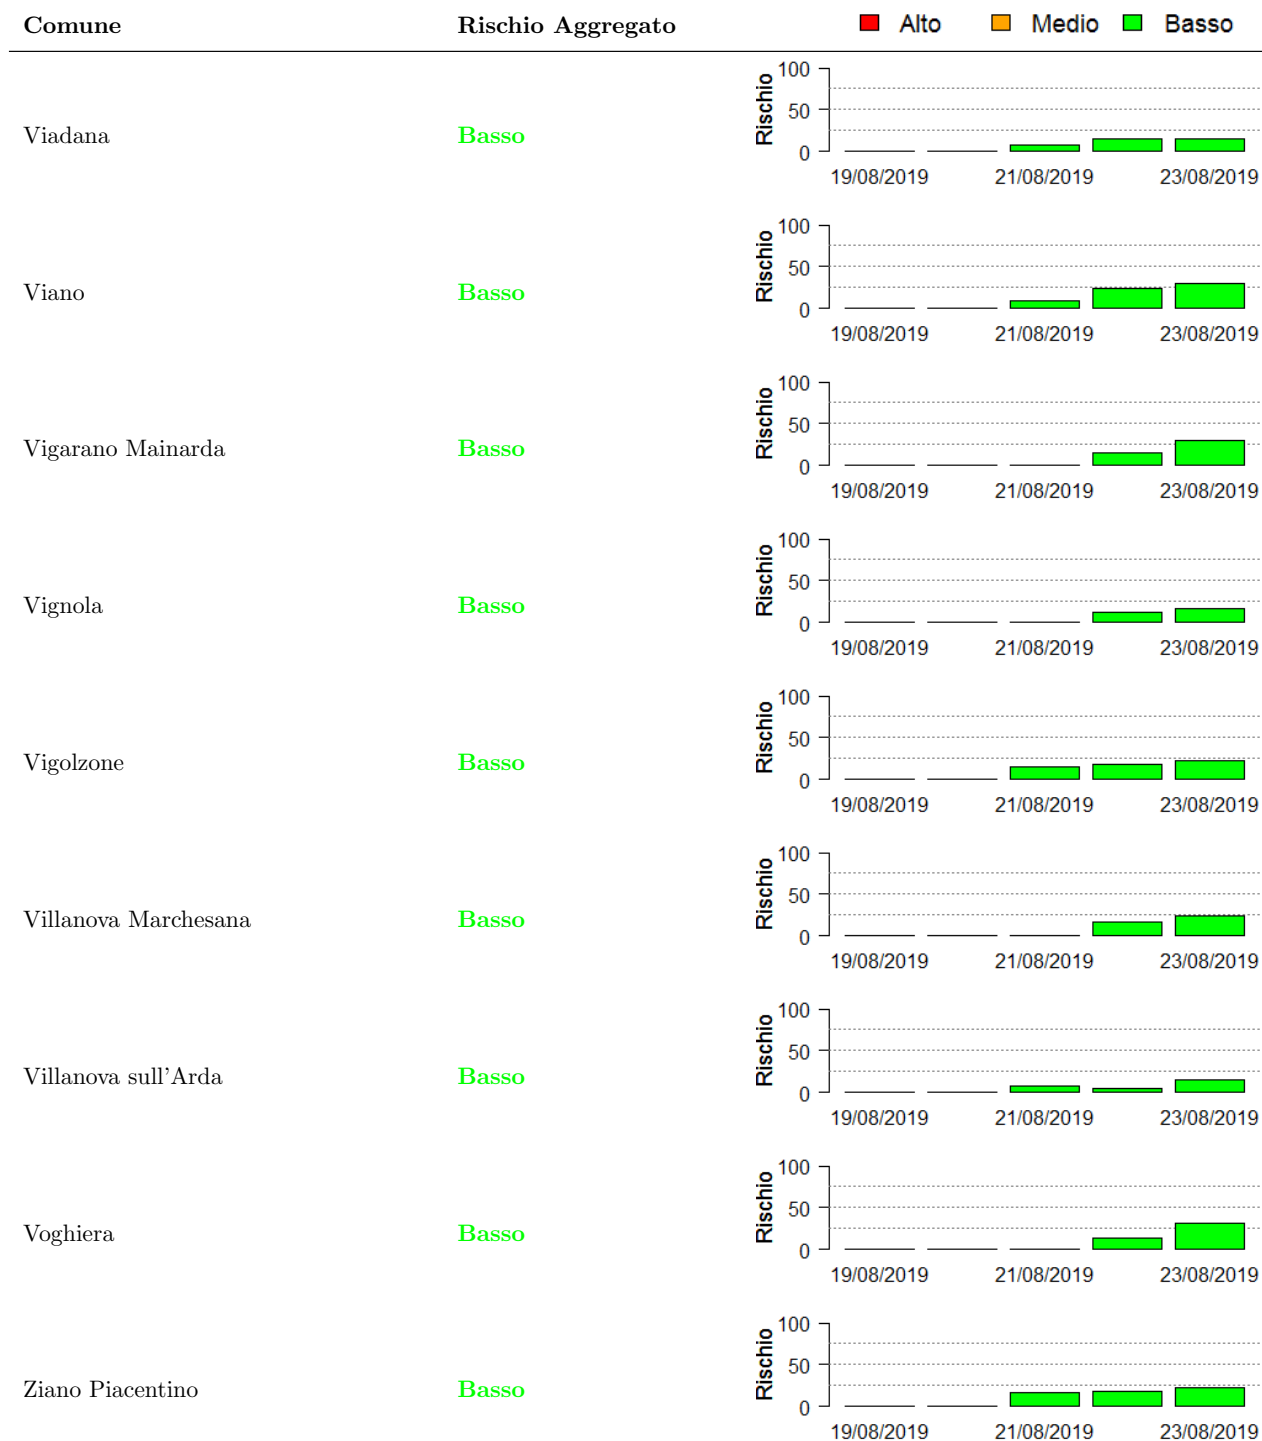 Comune Rischio Aggregato Alto Medio Basso
Viadana Basso
Rischio
100
50
0
19/08/2019 21/08/2019 23/08/2019
Viano Basso
Rischio
100
50
0
19/08/2019 21/08/2019 23/08/2019
Vigarano Mainarda Basso
Rischio
100
50
0
19/08/2019 21/08/2019 23/08/2019
Vignola Basso
Rischio
100
50
0
19/08/2019 21/08/2019 23/08/2019
Vigolzone Basso
Rischio
100
50
0
19/08/2019 21/08/2019 23/08/2019
Villanova Marchesana Basso
Rischio
100
50
0
19/08/2019 21/08/2019 23/08/2019
Villanova sull'Arda Basso
Rischio
100
50
0
19/08/2019 21/08/2019 23/08/2019
Voghiera Basso
Rischio
100
50
0
19/08/2019 21/08/2019 23/08/2019
Ziano Piacentino Basso
Rischio
100
50
0
19/08/2019 21/08/2019 23/08/2019